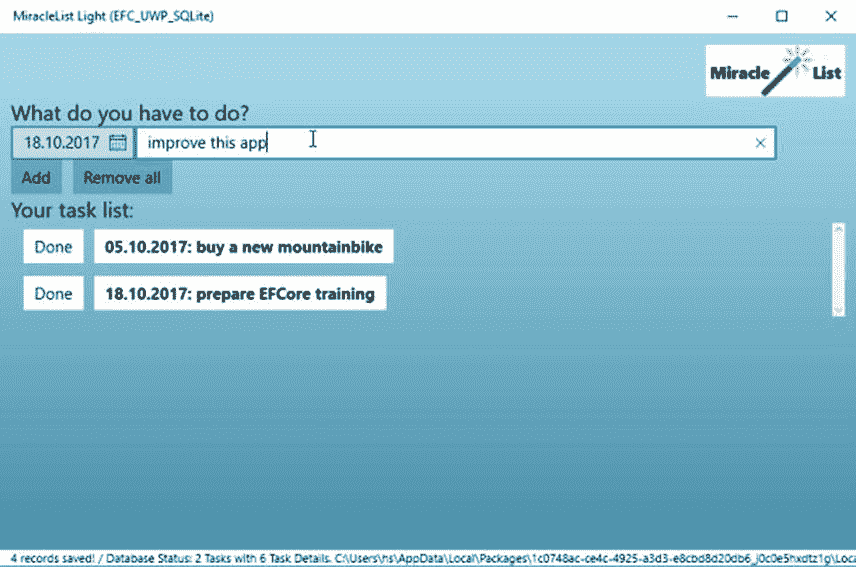 MiracleList Light (EFC_UWP_SQLite)
Miracle List
What do you have to do?
18.10.2017 improve this app
Add Remove all
Your task list:
Done 05.10.2017: buy a new mountainbike
Done 18.10.2017: prepare EFCore training
4 records saved! / Database Status: 2 Tasks with 6 Task Details. C:\Users\hs\AppData\Local\Packages\1c0748ac-ce4c-4925-a3d3-e8cbd8d20db6_j0c0e5hxdtz1g\Loca